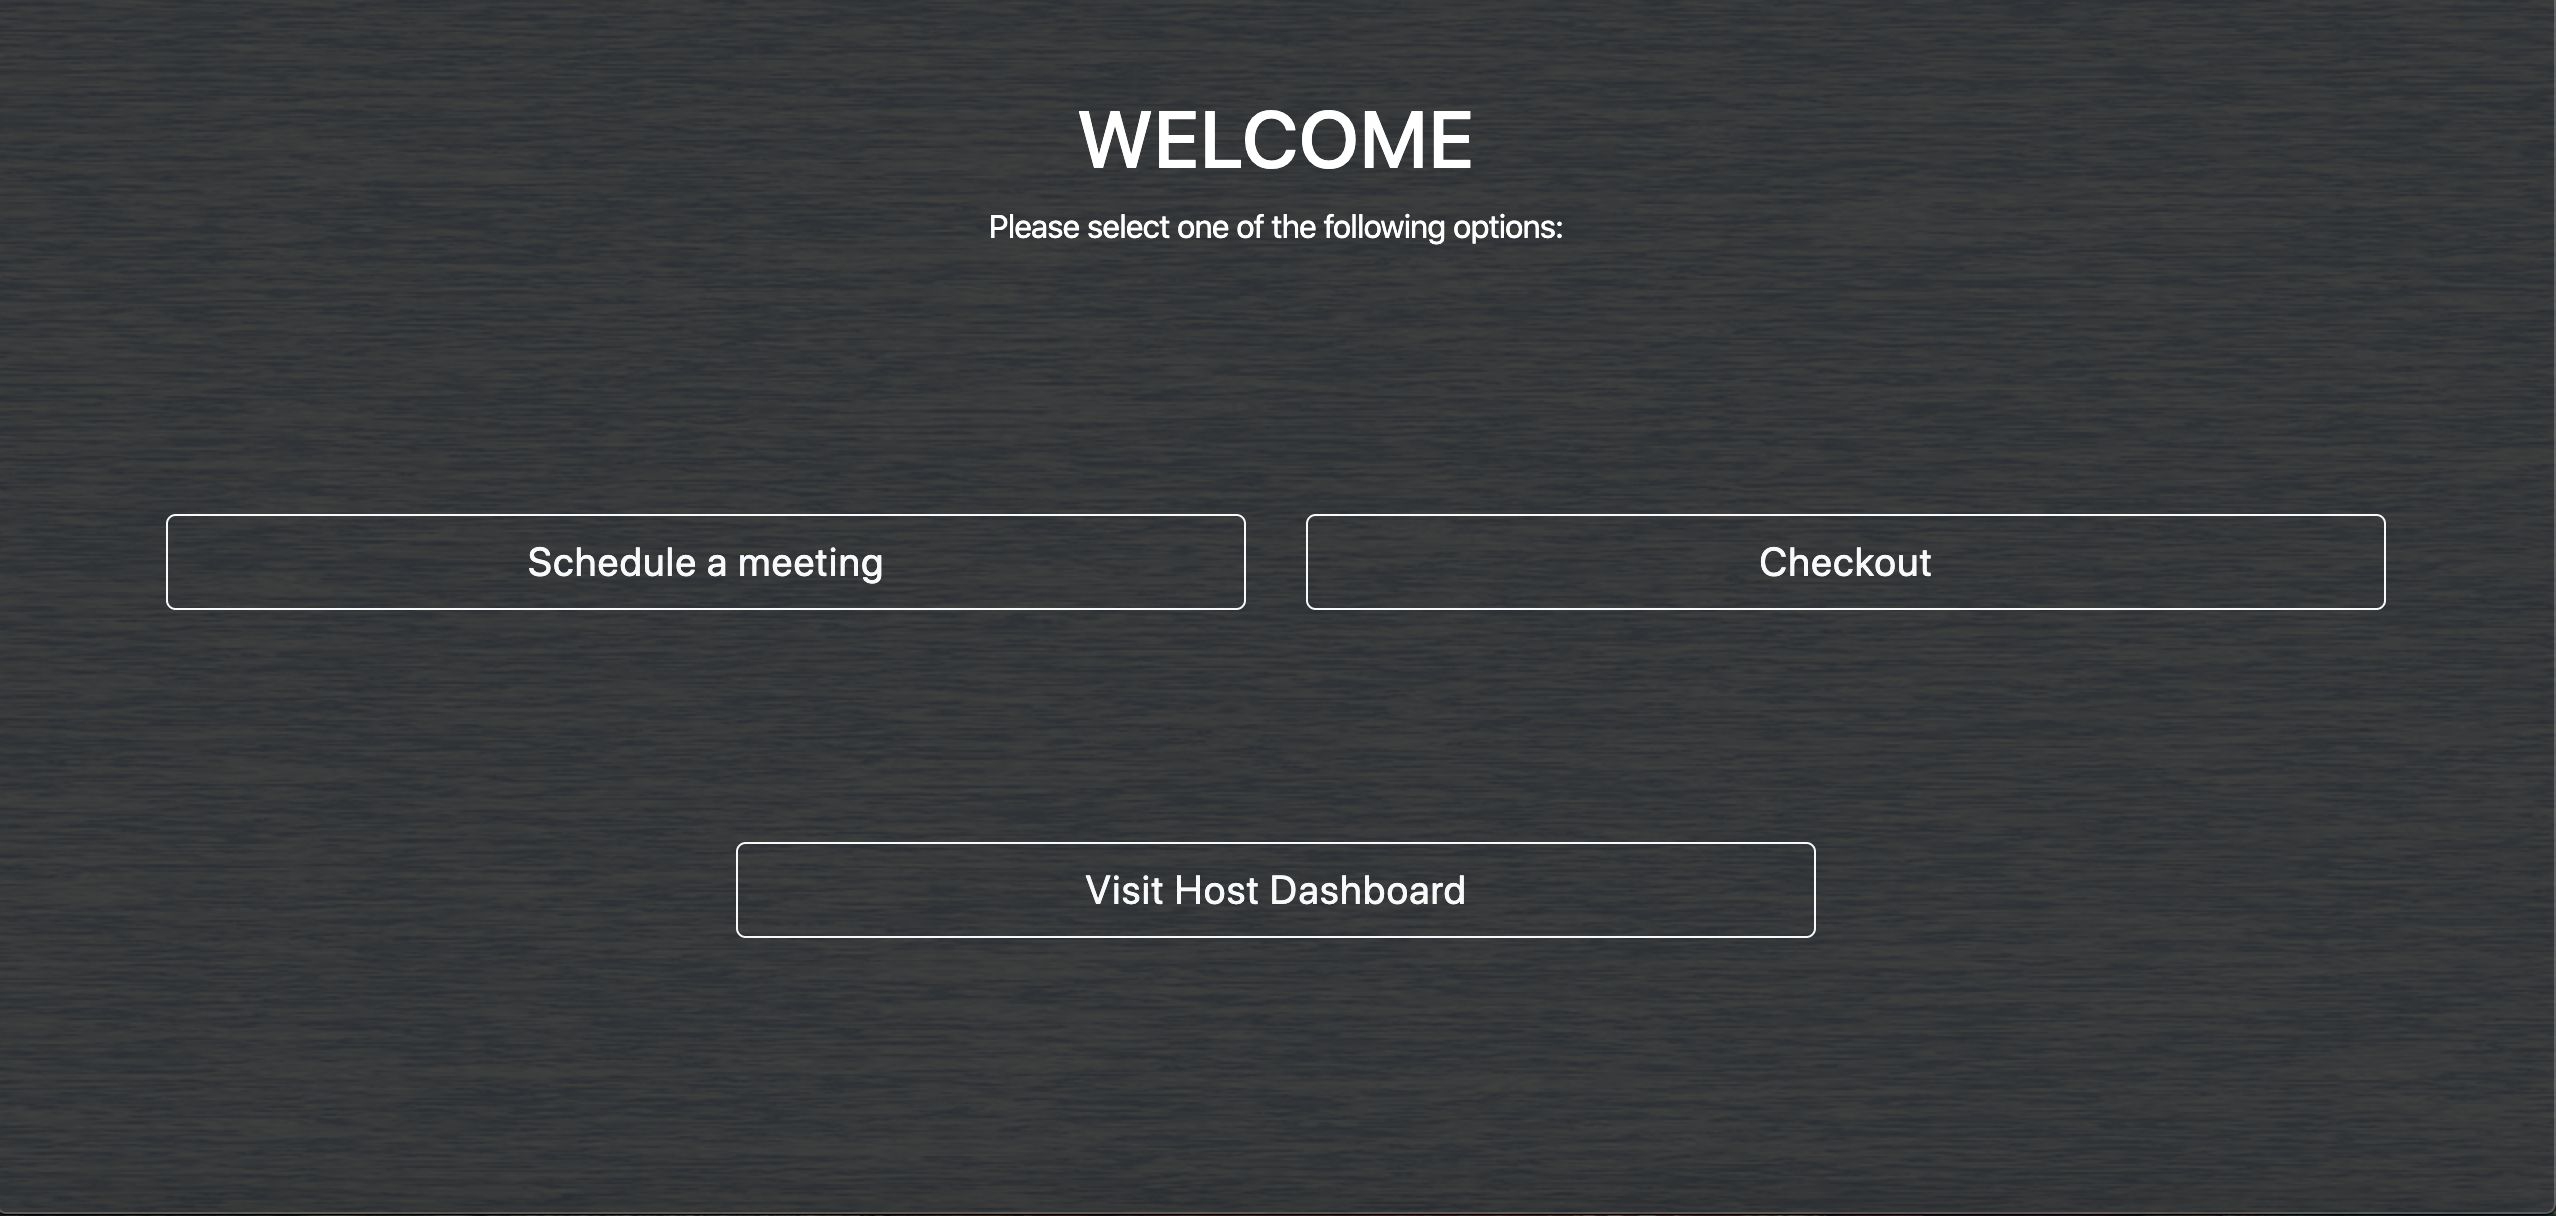 WELCOME
Please select one of the following options:
Schedule a meeting
Checkout
Visit Host Dashboard